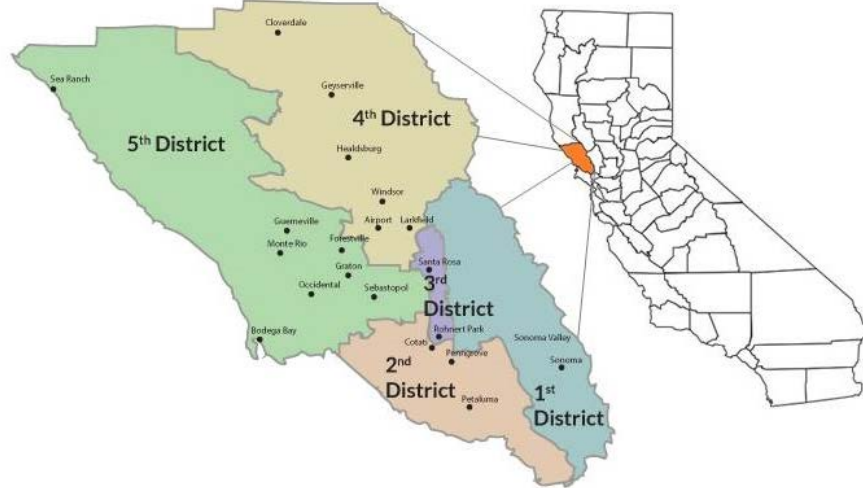 Cloverdale
Sea Ranch
Geyserville
4th District
5th District
Healdsburg
Windsor
Airport
Larkfield
Guerneville
Forestville
Monte Rio
Santa Rosa
Graton
3rd
District
Occidental
Sebastopol
Bodega Bay
Rohnert Park
Cotati
Sonoma Valley
Penngrove
Sonoma
2nd
District
1st
District
Petaluma